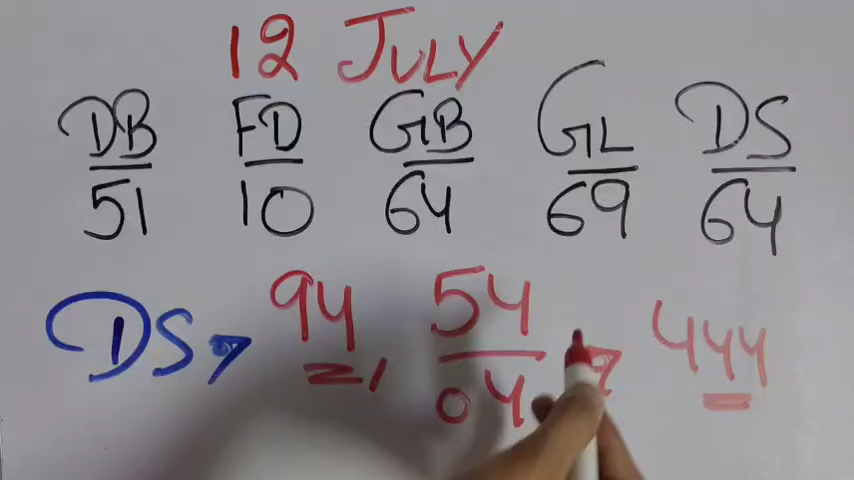 12 JULY
DB FD GB GL DS
51 10 64 69 64
DS 94, 54 444
04